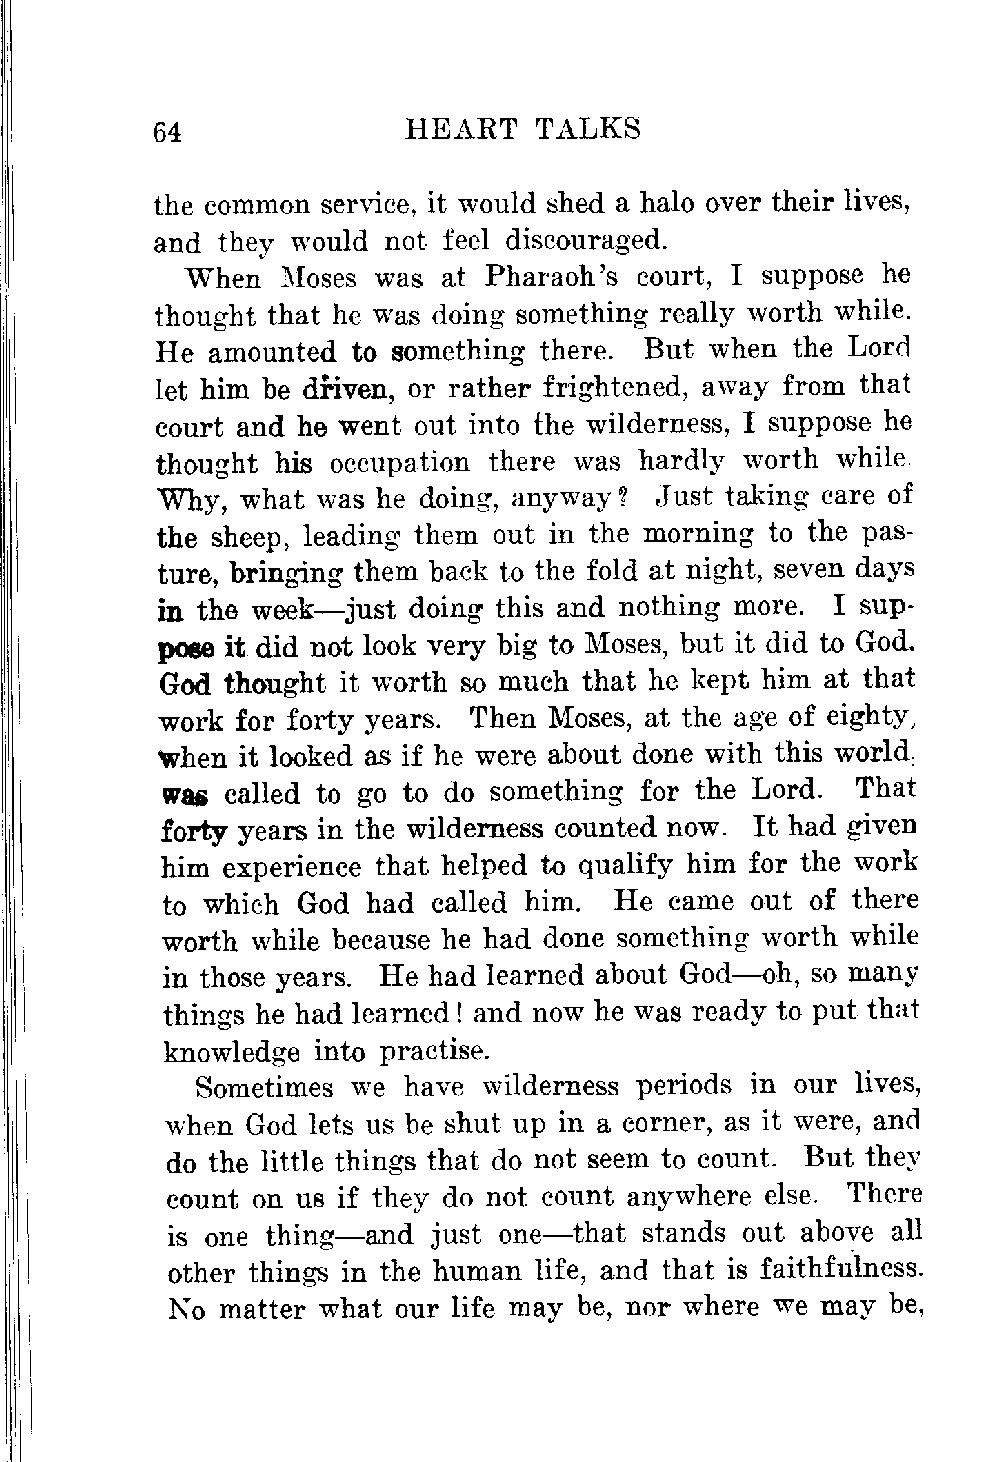 64 HEART TALKS
the common service, it would shed a halo over their lives,
and they would not feel discouraged.
When Moses was at Pharaoh's court, I suppose he
thought that he was doing something really worth while.
He amounted to something there. But when the Lord
let him be driven, or rather frightened, away from that
court and he went out into the wilderness, I suppose he
thought his occupation there was hardly worth while.
Why, what was he doing, anyway? Just taking care of
the sheep, leading them out in the morning to the pas-
ture, bringing them back to the fold at night, seven days
in the week—just doing this and nothing more. I sup-
pose it did not look very big to Moses, but it did to God.
God thought it worth so much that he kept him at that
work for forty years. Then Moses, at the age of eighty,
when it looked as if he were about done with this world,
was called to go to do something for the Lord. That
forty years in the wilderness counted now. It had given
him experience that helped to qualify him for the work
to which God had called him. He came out of there
worth while because he had done something worth while
in those years. He had learned about God—oh, so many
things he had learned! and now he was ready to put that
knowledge into practise.
Sometimes we have wilderness periods in our lives,
when God lets us be shut up in a corner, as it were, and
do the little things that do not seem to count. But they
count on us if they do not count anywhere else. There
is one thing—and just one—that stands out above all
other things in the human life, and that is faithfulness.
No matter what our life may be, nor where we may be,